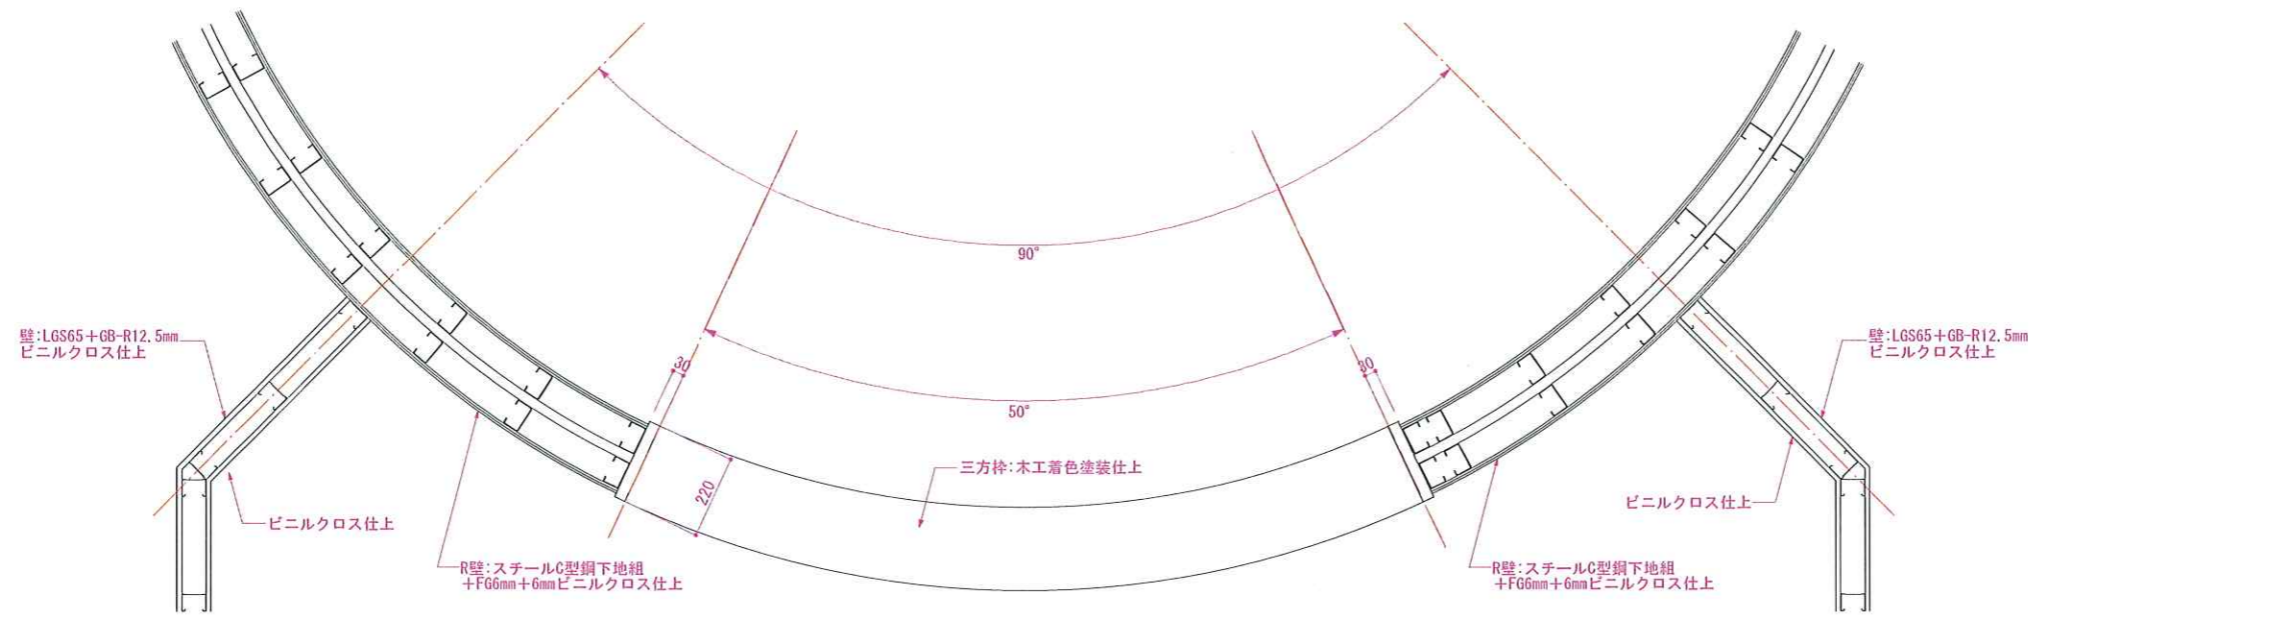 90°
壁:LGS65+GB-R12.5mm
ビニルクロス仕上
壁:LGS65+GB-R12.5mm
ビニルクロス仕上
30
30
50°
三方枠:木工着色塗装仕上
220
ビニルクロス仕上
ビニルクロス仕上
R壁:スチールC型鋼下地組
+FG6mm+6mmビニルクロス仕上
R壁:スチールC型鋼下地組
+FG6mm+6mmビニルクロス仕上